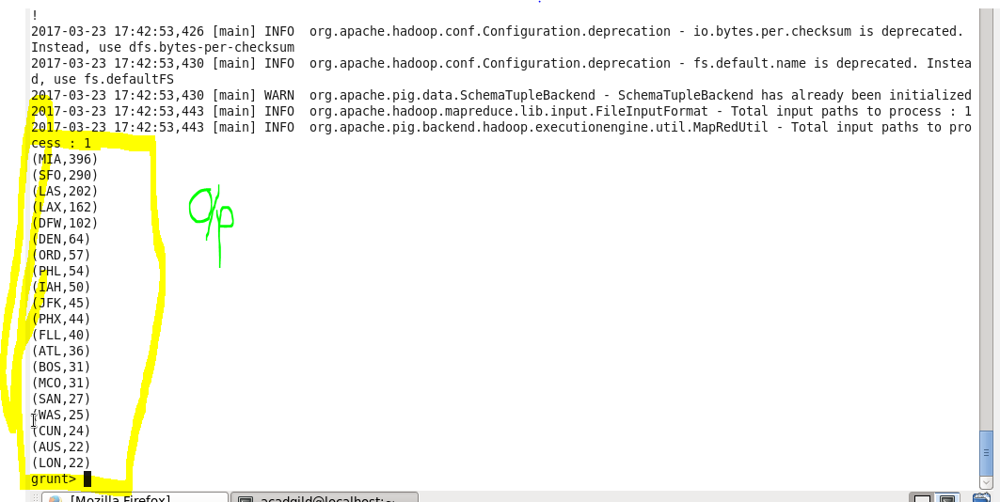 !
2017-03-23 17:42:53,426 [main] INFO  org.apache.hadoop.conf.Configuration.deprecation - io.bytes.per.checksum is deprecated.
Instead, use dfs.bytes-per-checksum
2017-03-23 17:42:53,430 [main] INFO  org.apache.hadoop.conf.Configuration.deprecation - fs.default.name is deprecated. Instea
d, use fs.defaultFS
2017-03-23 17:42:53,430 [main] WARN  org.apache.pig.data.SchemaTupleBackend - SchemaTupleBackend has already been initialized
2017-03-23 17:42:53,443 [main] INFO  org.apache.hadoop.mapreduce.lib.input.FileInputFormat - Total input paths to process : 1
2017-03-23 17:42:53,443 [main] INFO  org.apache.pig.backend.hadoop.executionengine.util.MapRedUtil - Total input paths to pro
cess : 1
(MIA,396)
(SFO,290)
(LAS,202)
(LAX,162)
(DFW,102)
(DEN,64)
(ORD,57)
(PHL,54)
(IAH,50)
(JFK,45)
(PHX,44)
(FLL,40)
(ATL,36)
(BOS,31)
(MCO,31)
(SAN,27)
(WAS,25)
(CUN,24)
(AUS,22)
(LON,22)
grunt>
O/p
[Mozilla Firefox]
acadgild@localhost:~